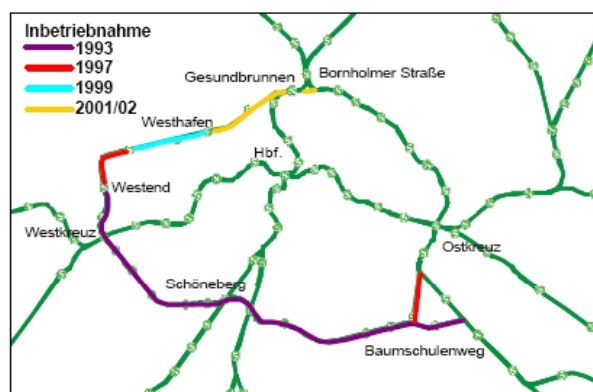 Inbetriebnahme
1993
1997
1999
2001/02
Gesundbrunnen
Bornholmer Straße
Westhafen
Hbf.
Westend
Westkreuz
Ostkreuz
Schöneberg
Baumschulenweg